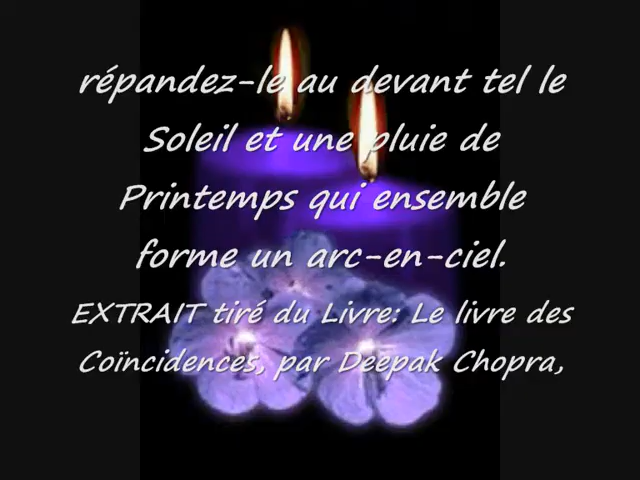 répandez-le au devant tel le
Soleil et une pluie de
Printemps qui ensemble
forme un arc-en-ciel.
EXTRAIT tiré du Livre: Le livre des
Coïncidences, par Deepak Chopra,